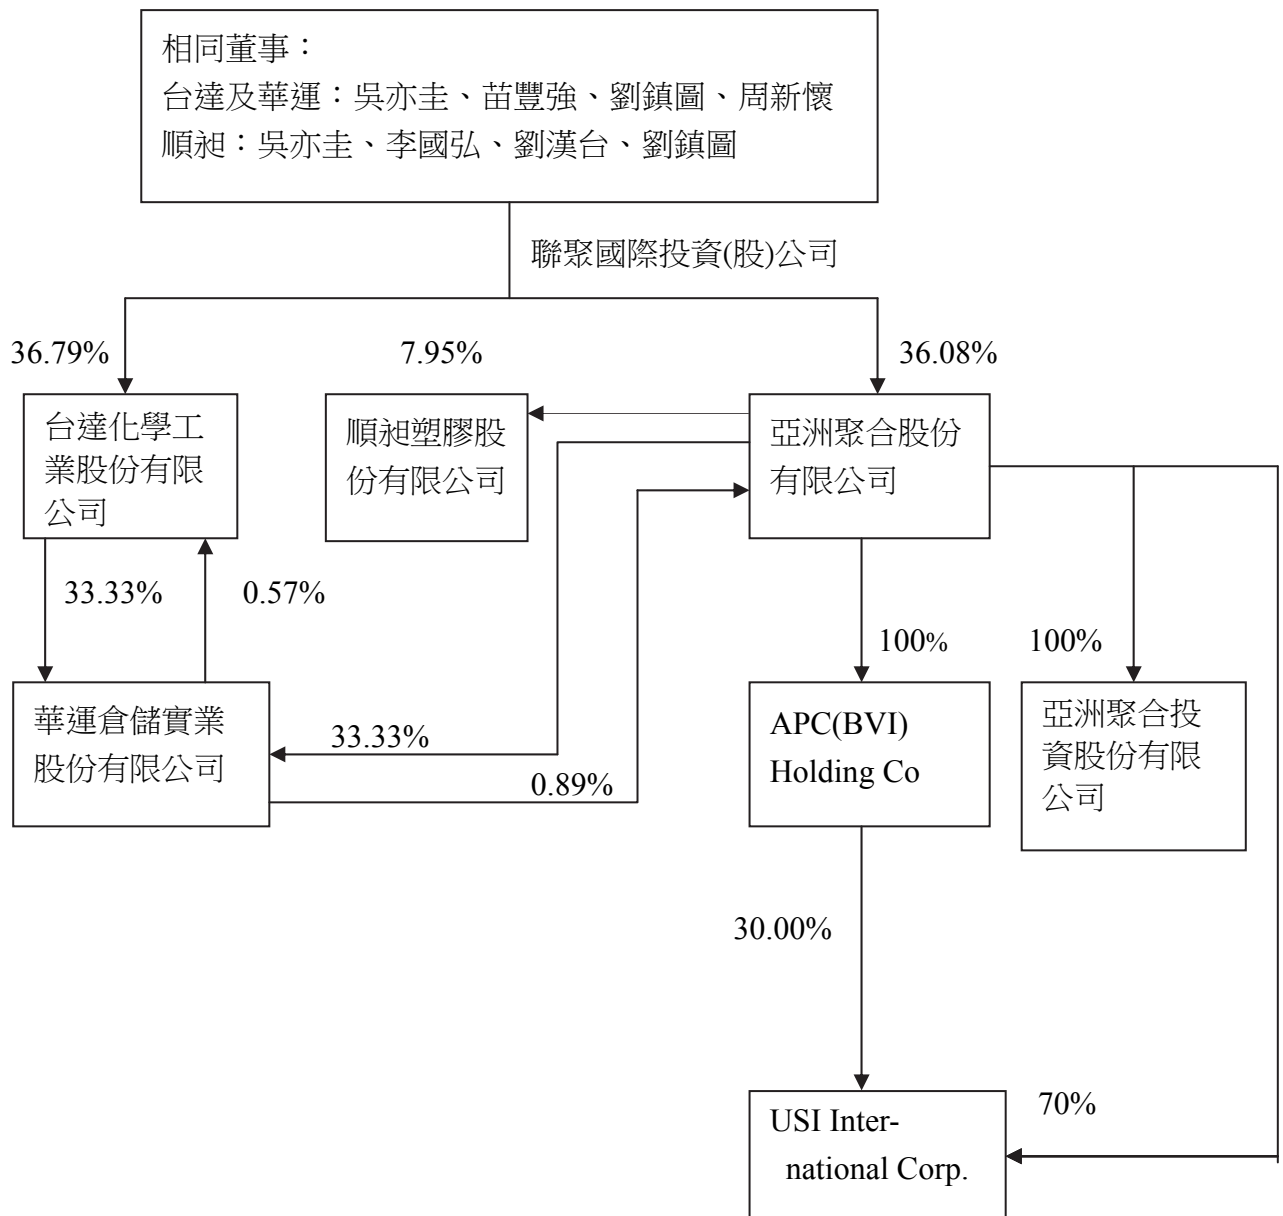 相同董事：
台達及華運：吳亦圭、苗豐強、劉鎮圖、周新懷
順昶：吳亦圭、李國弘、劉漢台、劉鎮圖
聯聚國際投資(股)公司
36.79%
7.95%
36.08%
台達化學工
業股份有限
公司
順昶塑膠股
份有限公司
亞洲聚合股份
有限公司
33.33%
0.57%
100%
100%
華運倉儲實業
股份有限公司
33.33%
0.89%
APC(BVI)
Holding Co
亞洲聚合投
資股份有限
公司
30.00%
70%
USI Inter-
national Corp.